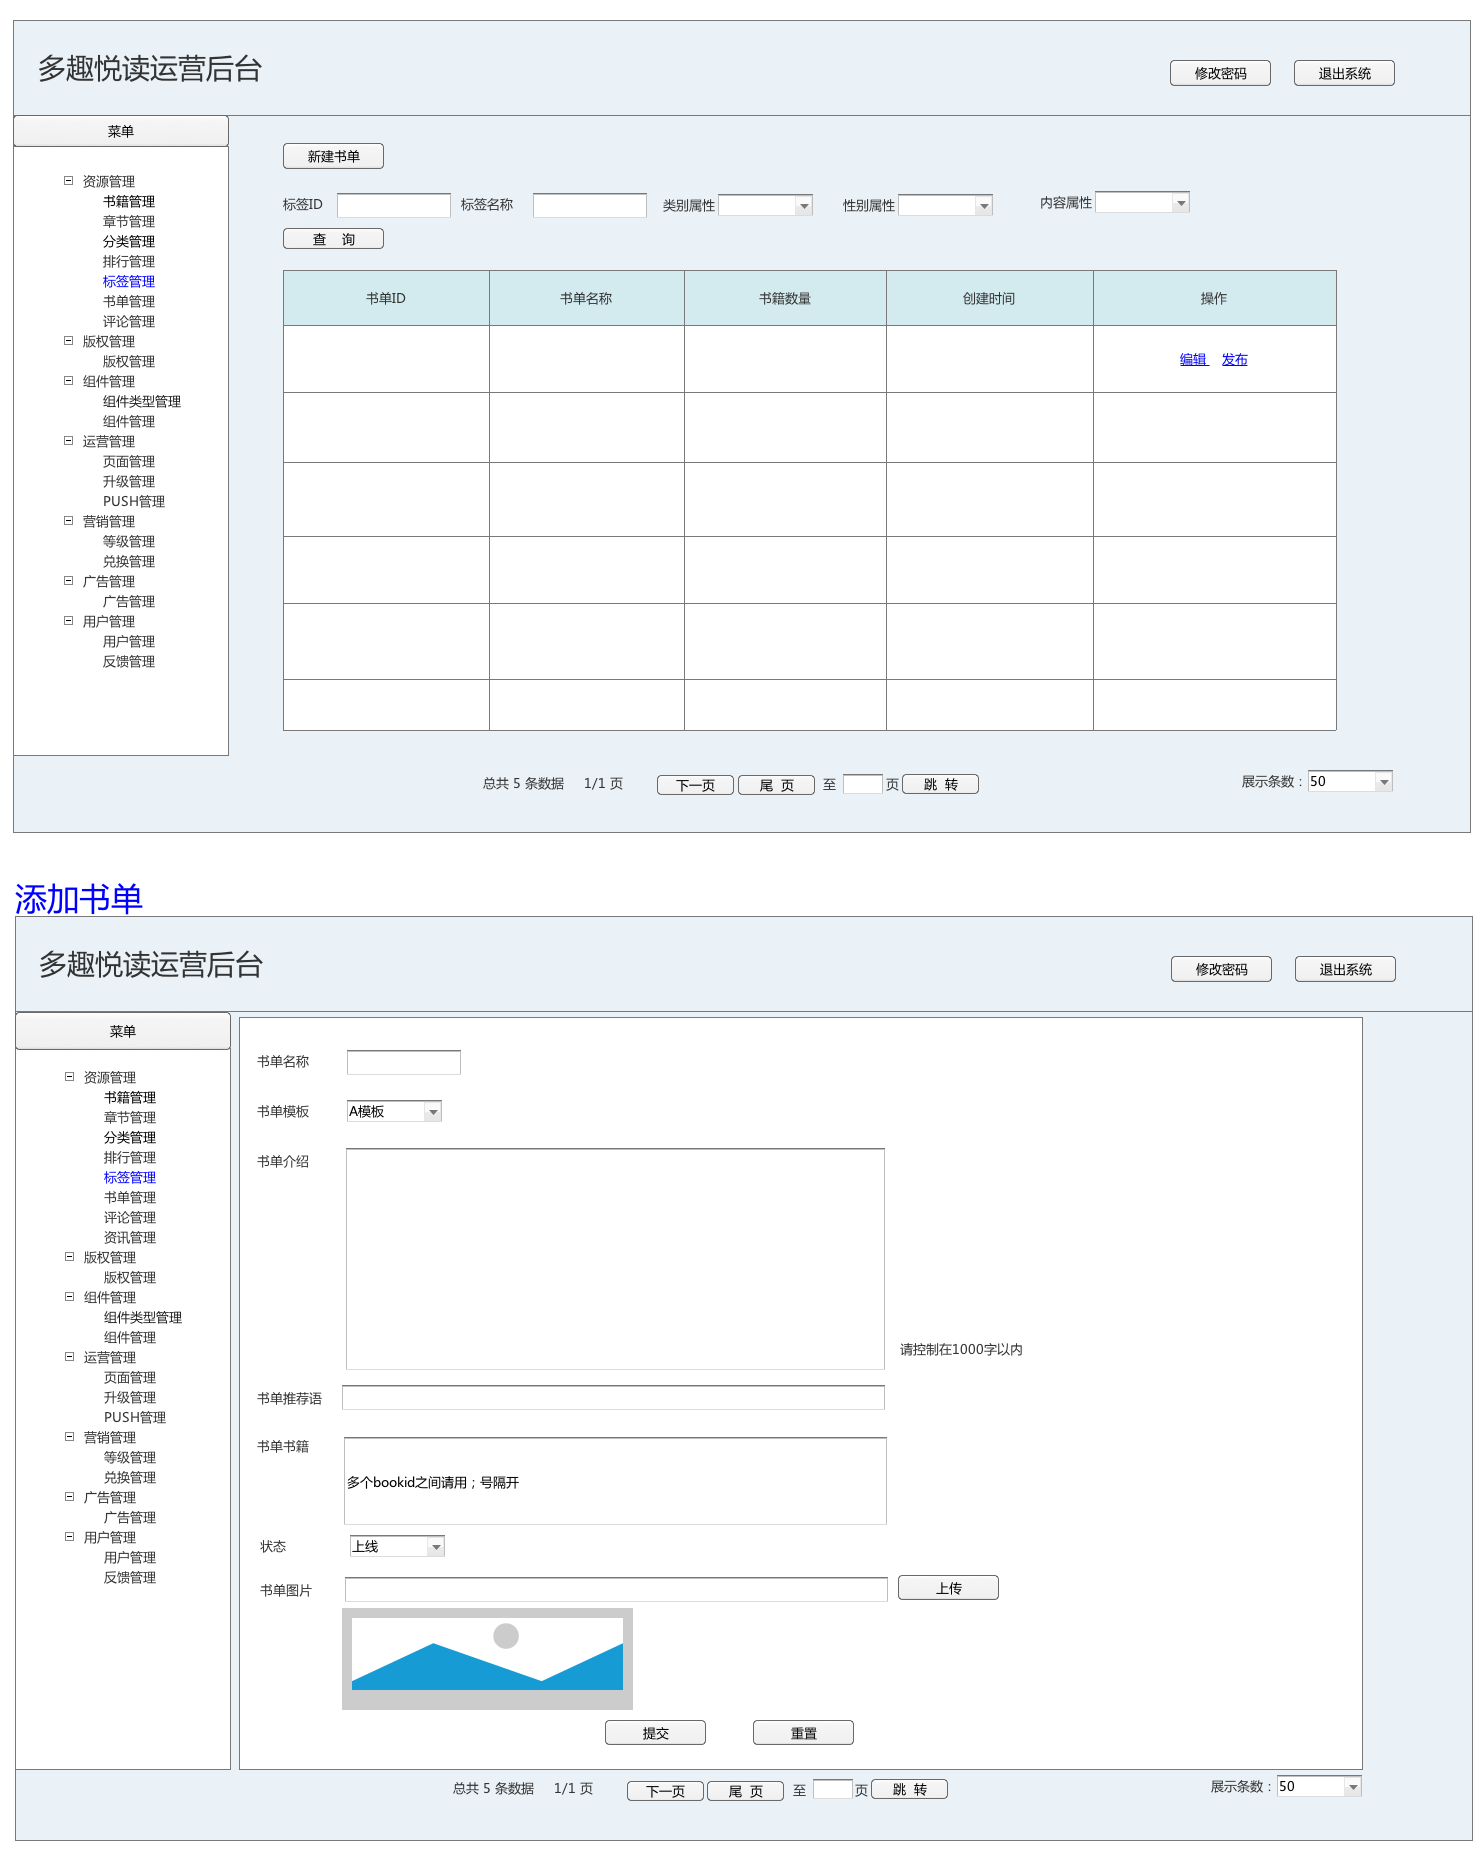 多趣悦读运营后台
修改密码 退出系统
菜单
资源管理
书籍管理
章节管理
分类管理
排行管理
标签管理
书单管理
评论管理
版权管理
版权管理
组件管理
组件类型管理
组件管理
运营管理
页面管理
升级管理
PUSH管理
营销管理
等级管理
兑换管理
广告管理
广告管理
用户管理
用户管理
反馈管理
新建书单
标签ID 标签名称 类别属性 性别属性 内容属性
查 询
书单ID 书单名称 书籍数量 创建时间 操作
编辑 发布
总共 5 条数据 1/1 页 下一页 尾 页 至 页 跳 转 展示条数：50
添加书单
多趣悦读运营后台
修改密码 退出系统
菜单
资源管理
书籍管理
章节管理
分类管理
排行管理
标签管理
书单管理
评论管理
资讯管理
版权管理
版权管理
组件管理
组件类型管理
组件管理
运营管理
页面管理
升级管理
PUSH管理
营销管理
等级管理
兑换管理
广告管理
广告管理
用户管理
用户管理
反馈管理
书单名称
书单模板 A模板
书单介绍
请控制在1000字以内
书单推荐语
书单书籍
多个bookid之间请用；号隔开
状态 上线
书单图片 上传
提交 重置
总共 5 条数据 1/1 页 下一页 尾 页 至 页 跳 转 展示条数：50